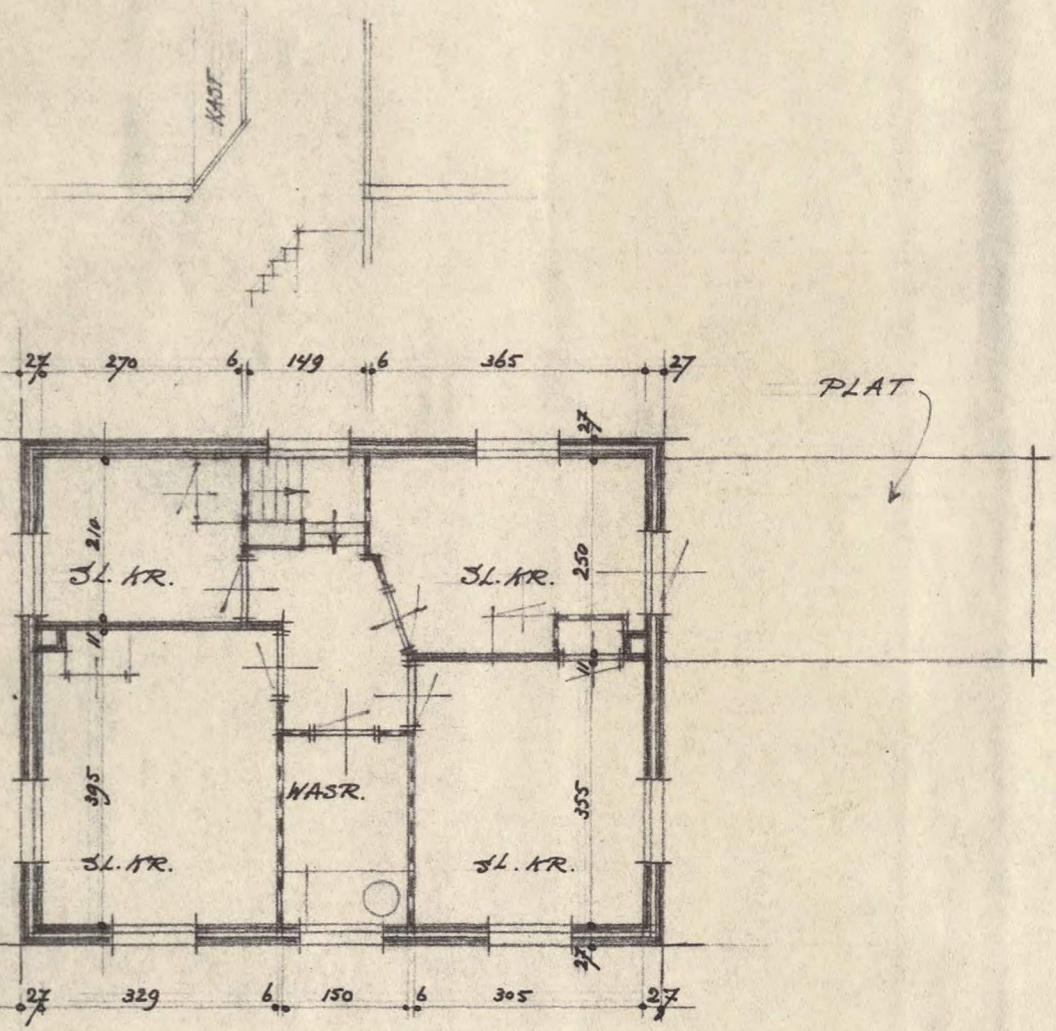 KAST
27 270 6 149 6 365 27
PLAT
27
210
250
SL. KR.
SL. KR.
11
11
395
WASR.
355
SL. KR.
SL. KR.
27
27 329 6 150 6 305 27